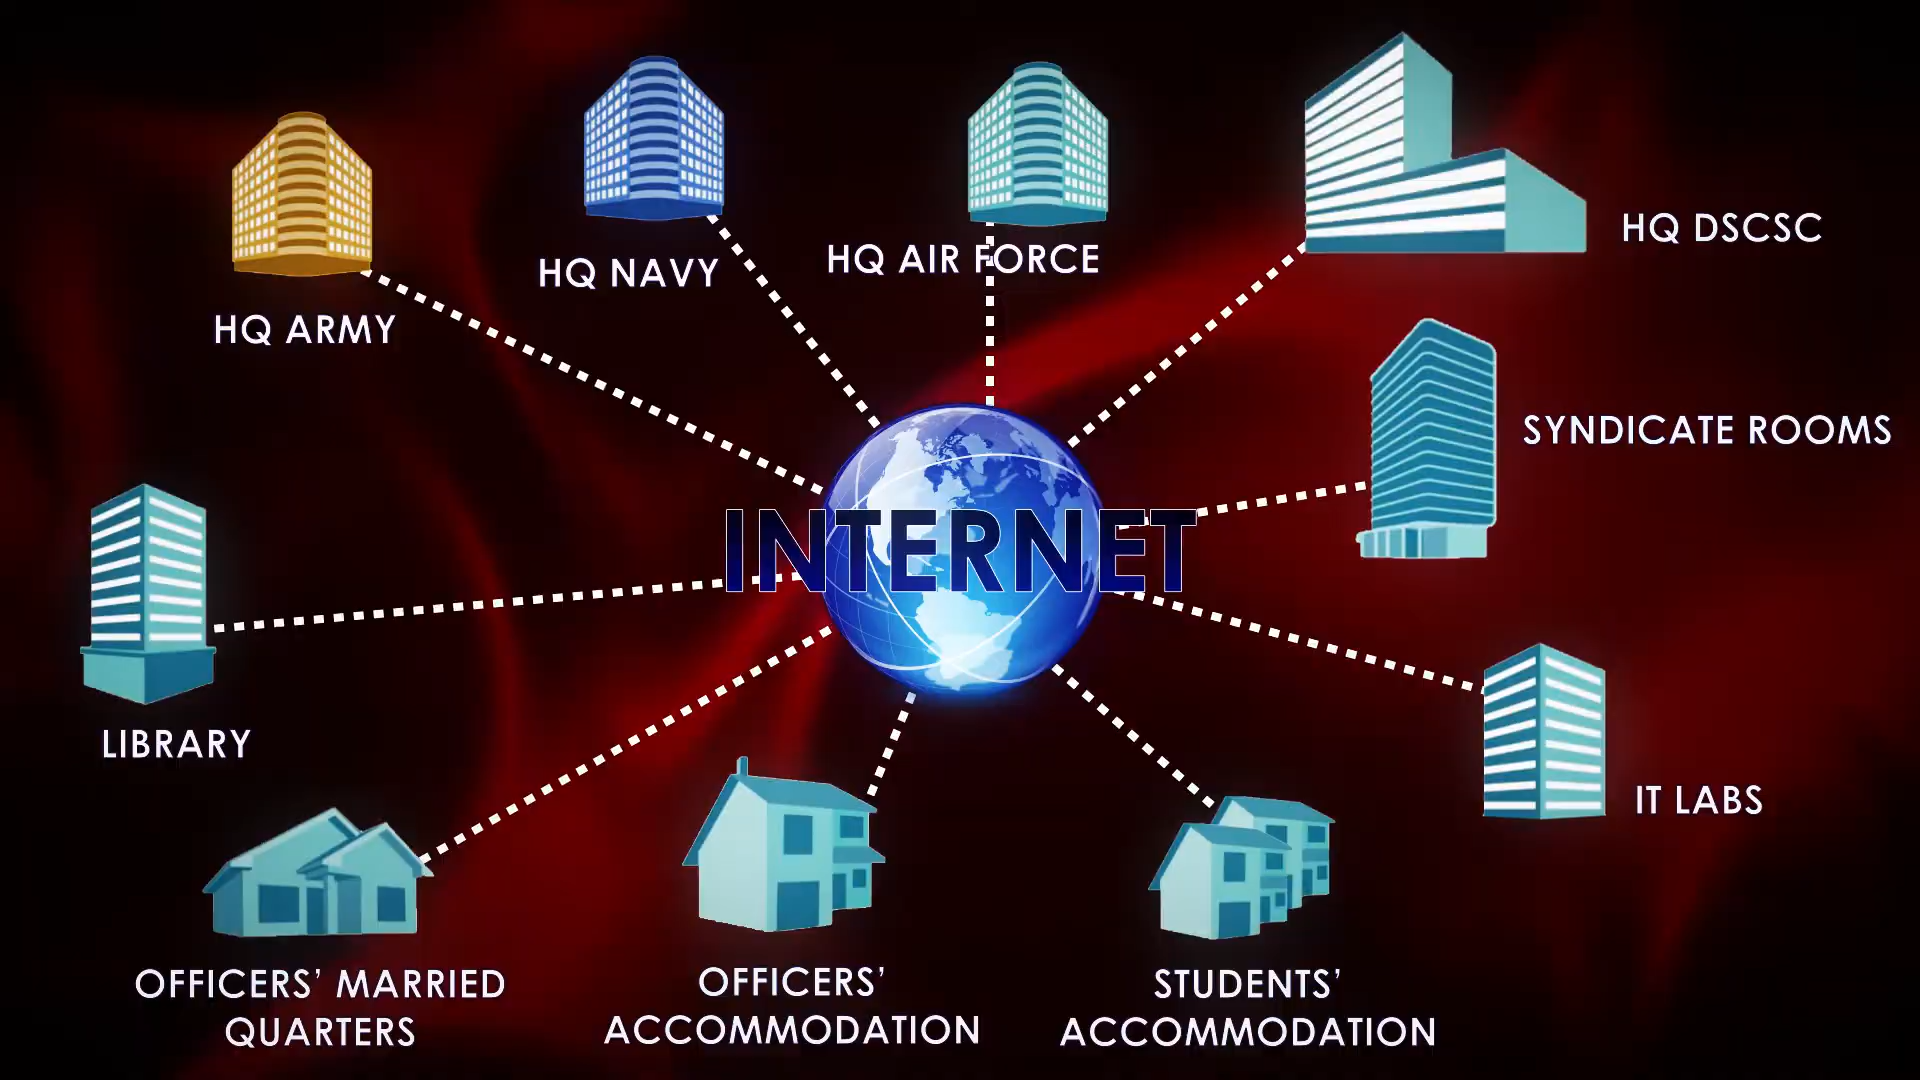 HQ ARMY
HQ NAVY
HQ AIR FORCE
HQ DSCSC
SYNDICATE ROOMS
INTERNET
LIBRARY
IT LABS
OFFICERS’ MARRIED
QUARTERS
OFFICERS’
ACCOMMODATION
STUDENTS’
ACCOMMODATION